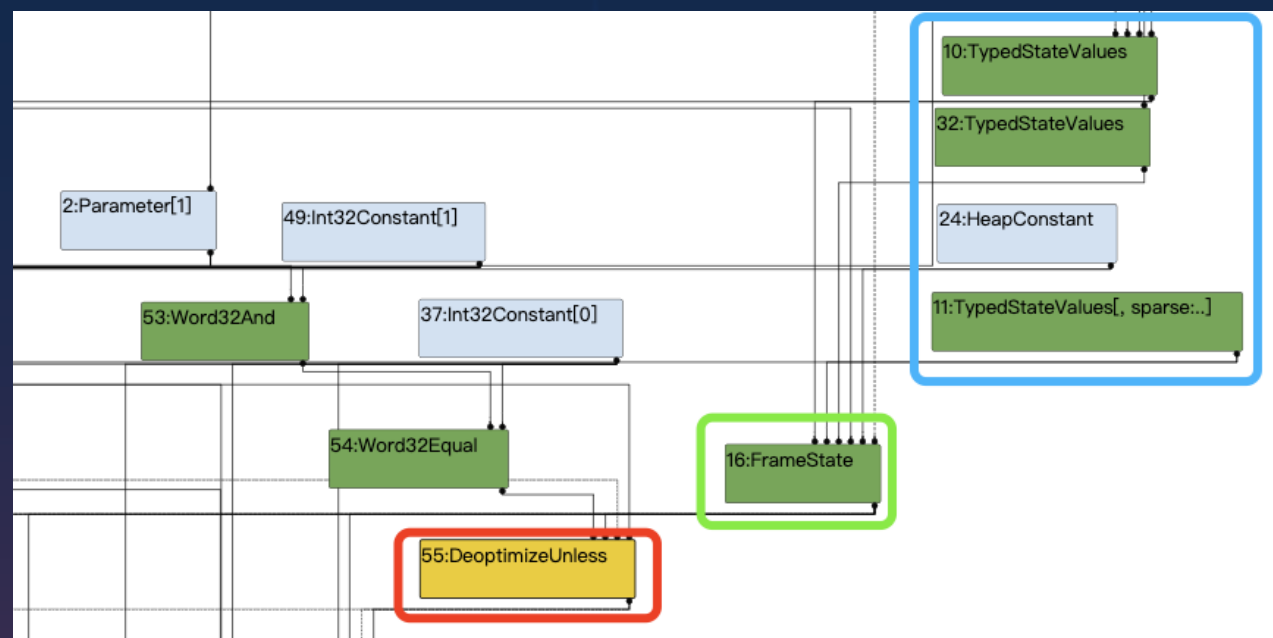 10:TypedStateValues
32:TypedStateValues
2:Parameter[1]
49:Int32Constant[1]
24:HeapConstant
53:Word32And
37:Int32Constant[0]
11:TypedStateValues[, sparse:..]
54:Word32Equal
16:FrameState
55:DeoptimizeUnless